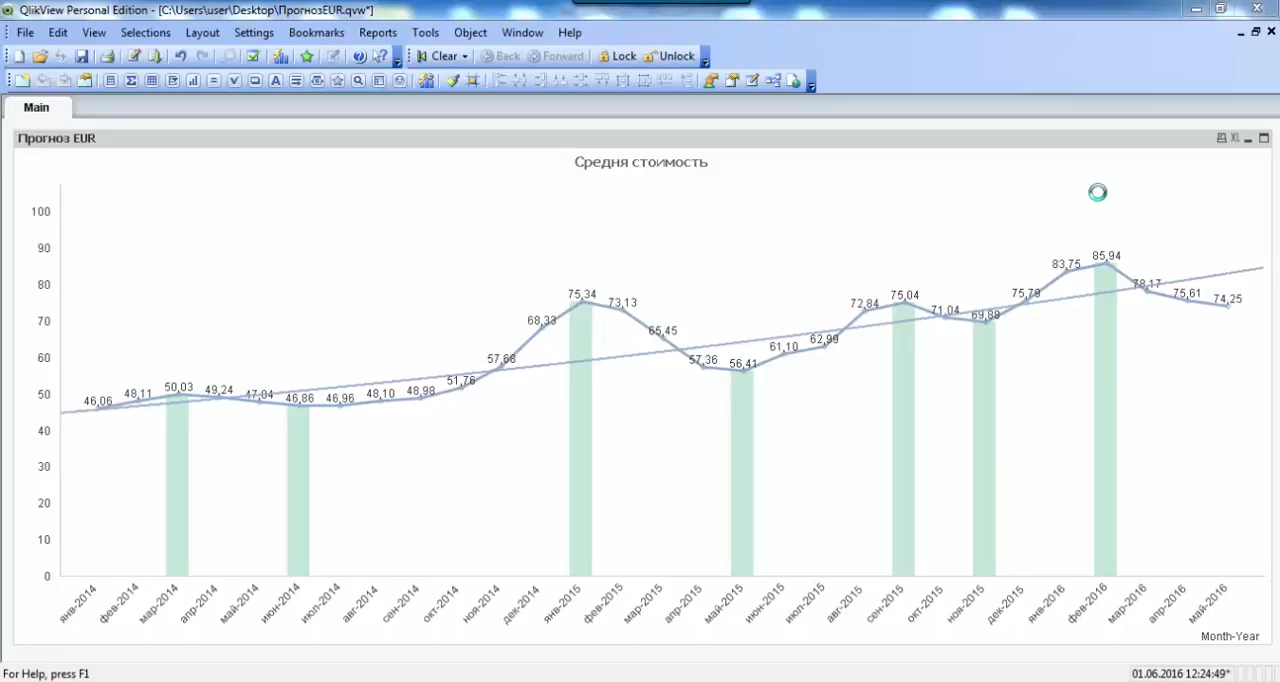 QlikView Personal Edition - [C:\Users\user\Desktop\ПрогнозEUR.qvw*]
File Edit View Selections Layout Settings Bookmarks Reports Tools Object Window Help
Clear Back Forward Lock Unlock
Main
Прогноз EUR
XL
Средня стоимость
100
90
80
70
60
50
40
30
20
10
0
46,06 48,11 50,03 49,24 47,04 46,86 46,96 48,10 48,98 51,76 57,68 68,33 75,34 73,13 65,45 57,36 56,41 61,10 62,99 72,84 75,04 71,04 69,88 75,79 83,75 85,94 78,17 75,61 74,25
янв-2014 фев-2014 мар-2014 апр-2014 май-2014 июн-2014 июл-2014 авг-2014 сен-2014 окт-2014 ноя-2014 дек-2014 янв-2015 фев-2015 мар-2015 апр-2015 май-2015 июн-2015 июл-2015 авг-2015 сен-2015 окт-2015 ноя-2015 дек-2015 янв-2016 фев-2016 мар-2016 апр-2016 май-2016
Month-Year
For Help, press F1
01.06.2016 12:24:49*